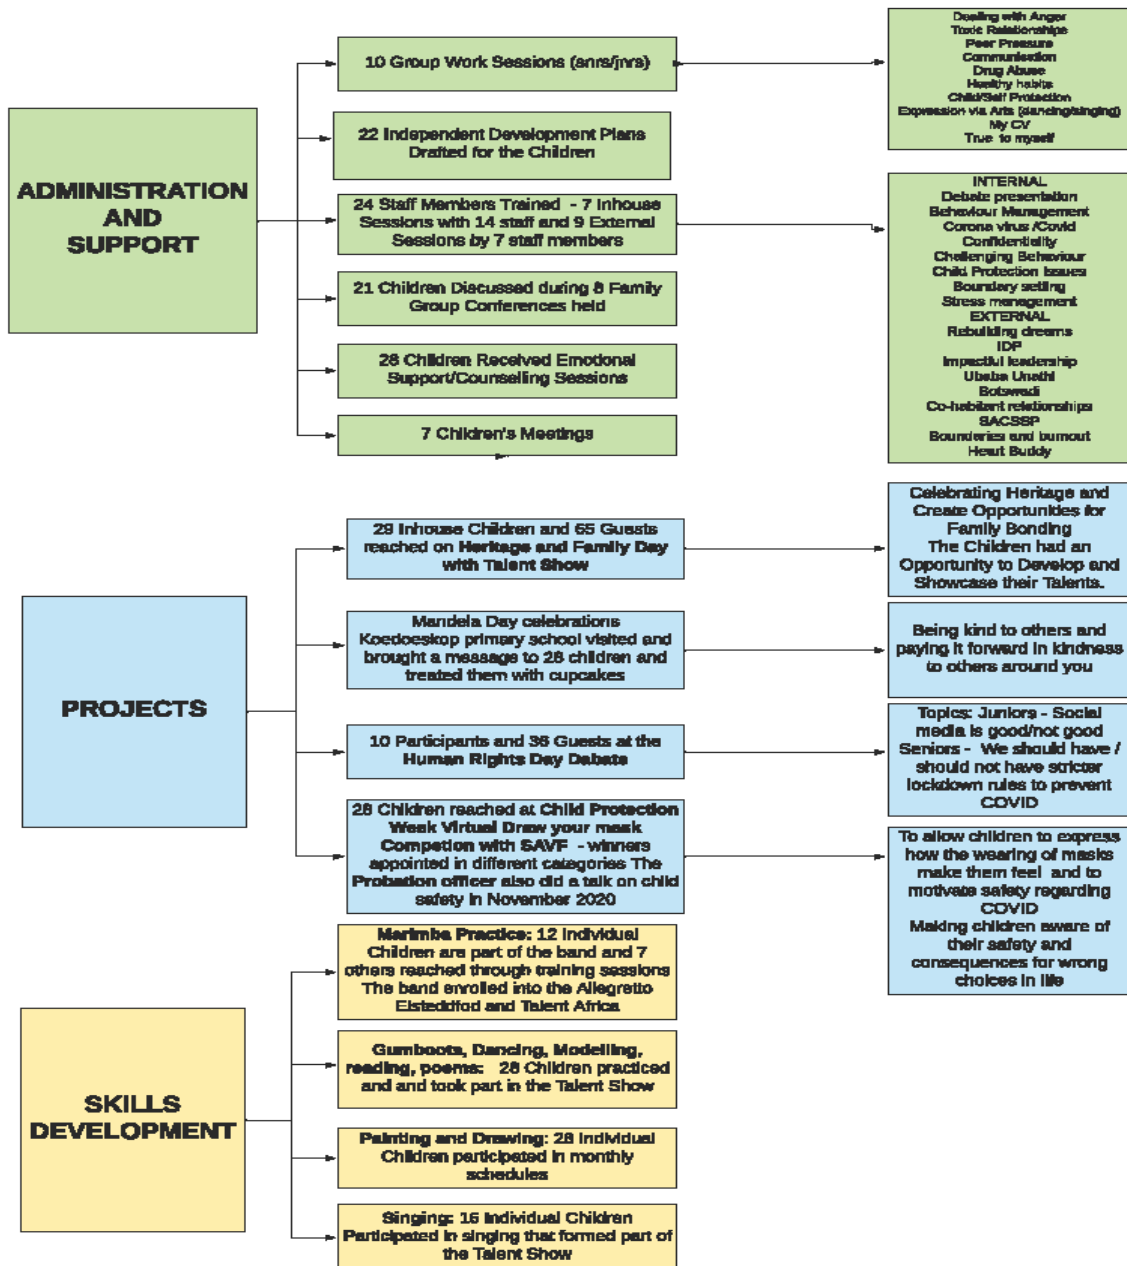 ADMINISTRATION
AND
SUPPORT
10 Group Work Sessions (snrs/jnrs)
Dealing with Anger
Toxic Relationships
Peer Pressure
Communication
Drug Abuse
Healthy habits
Child/Self Protection
Expression via Arts (dancing/singing)
My CV
True to myself
22 Independent Development Plans
Drafted for the Children
24 Staff Members Trained - 7 Inhouse
Sessions with 14 staff and 9 External
Sessions by 7 staff members
INTERNAL
Debate presentation
Behaviour Management
Corona virus /Covid
Confidentiality
Challenging Behaviour
Child Protection Issues
Boundary setting
Stress management
EXTERNAL
Rebuilding dreams
IDP
Impactful leadership
Ubaba Unathi
Botswadi
Co-habitant relationships
SACSSP
Boundaries and burnout
Heart Buddy
21 Children Discussed during 8 Family
Group Conferences held
28 Children Received Emotional
Support/Counselling Sessions
7 Children's Meetings
PROJECTS
29 Inhouse Children and 65 Guests
reached on Heritage and Family Day
with Talent Show
Celebrating Heritage and
Create Opportunities for
Family Bonding
The Children had an
Opportunity to Develop and
Showcase their Talents.
Mandela Day celebrations
Koedoeskop primary school visited and
brought a message to 28 children and
treated them with cupcakes
Being kind to others and
paying it forward in kindness
to others around you
10 Participants and 36 Guests at the
Human Rights Day Debate
Topics: Juniors - Social
media is good/not good
Seniors - We should have /
should not have stricter
lockdown rules to prevent
COVID
28 Children reached at Child Protection
Week Virtual Draw your mask
Competion with SAVF - winners
appointed in different categories The
Probation officer also did a talk on child
safety in November 2020
To allow children to express
how the wearing of masks
make them feel and to
motivate safety regarding
COVID
Making children aware of
their safety and
consequences for wrong
choices in life
SKILLS
DEVELOPMENT
Marimba Practice: 12 Individual
Children are part of the band and 7
others reached through training sessions
The band enrolled into the Allegretto
Eisteddfod and Talent Africa
Gumboots, Dancing, Modelling,
reading, poems: 28 Children practiced
and and took part in the Talent Show
Painting and Drawing: 28 Individual
Children participated in monthly
schedules
Singing: 16 Individual Children
Participated in singing that formed part of
the Talent Show